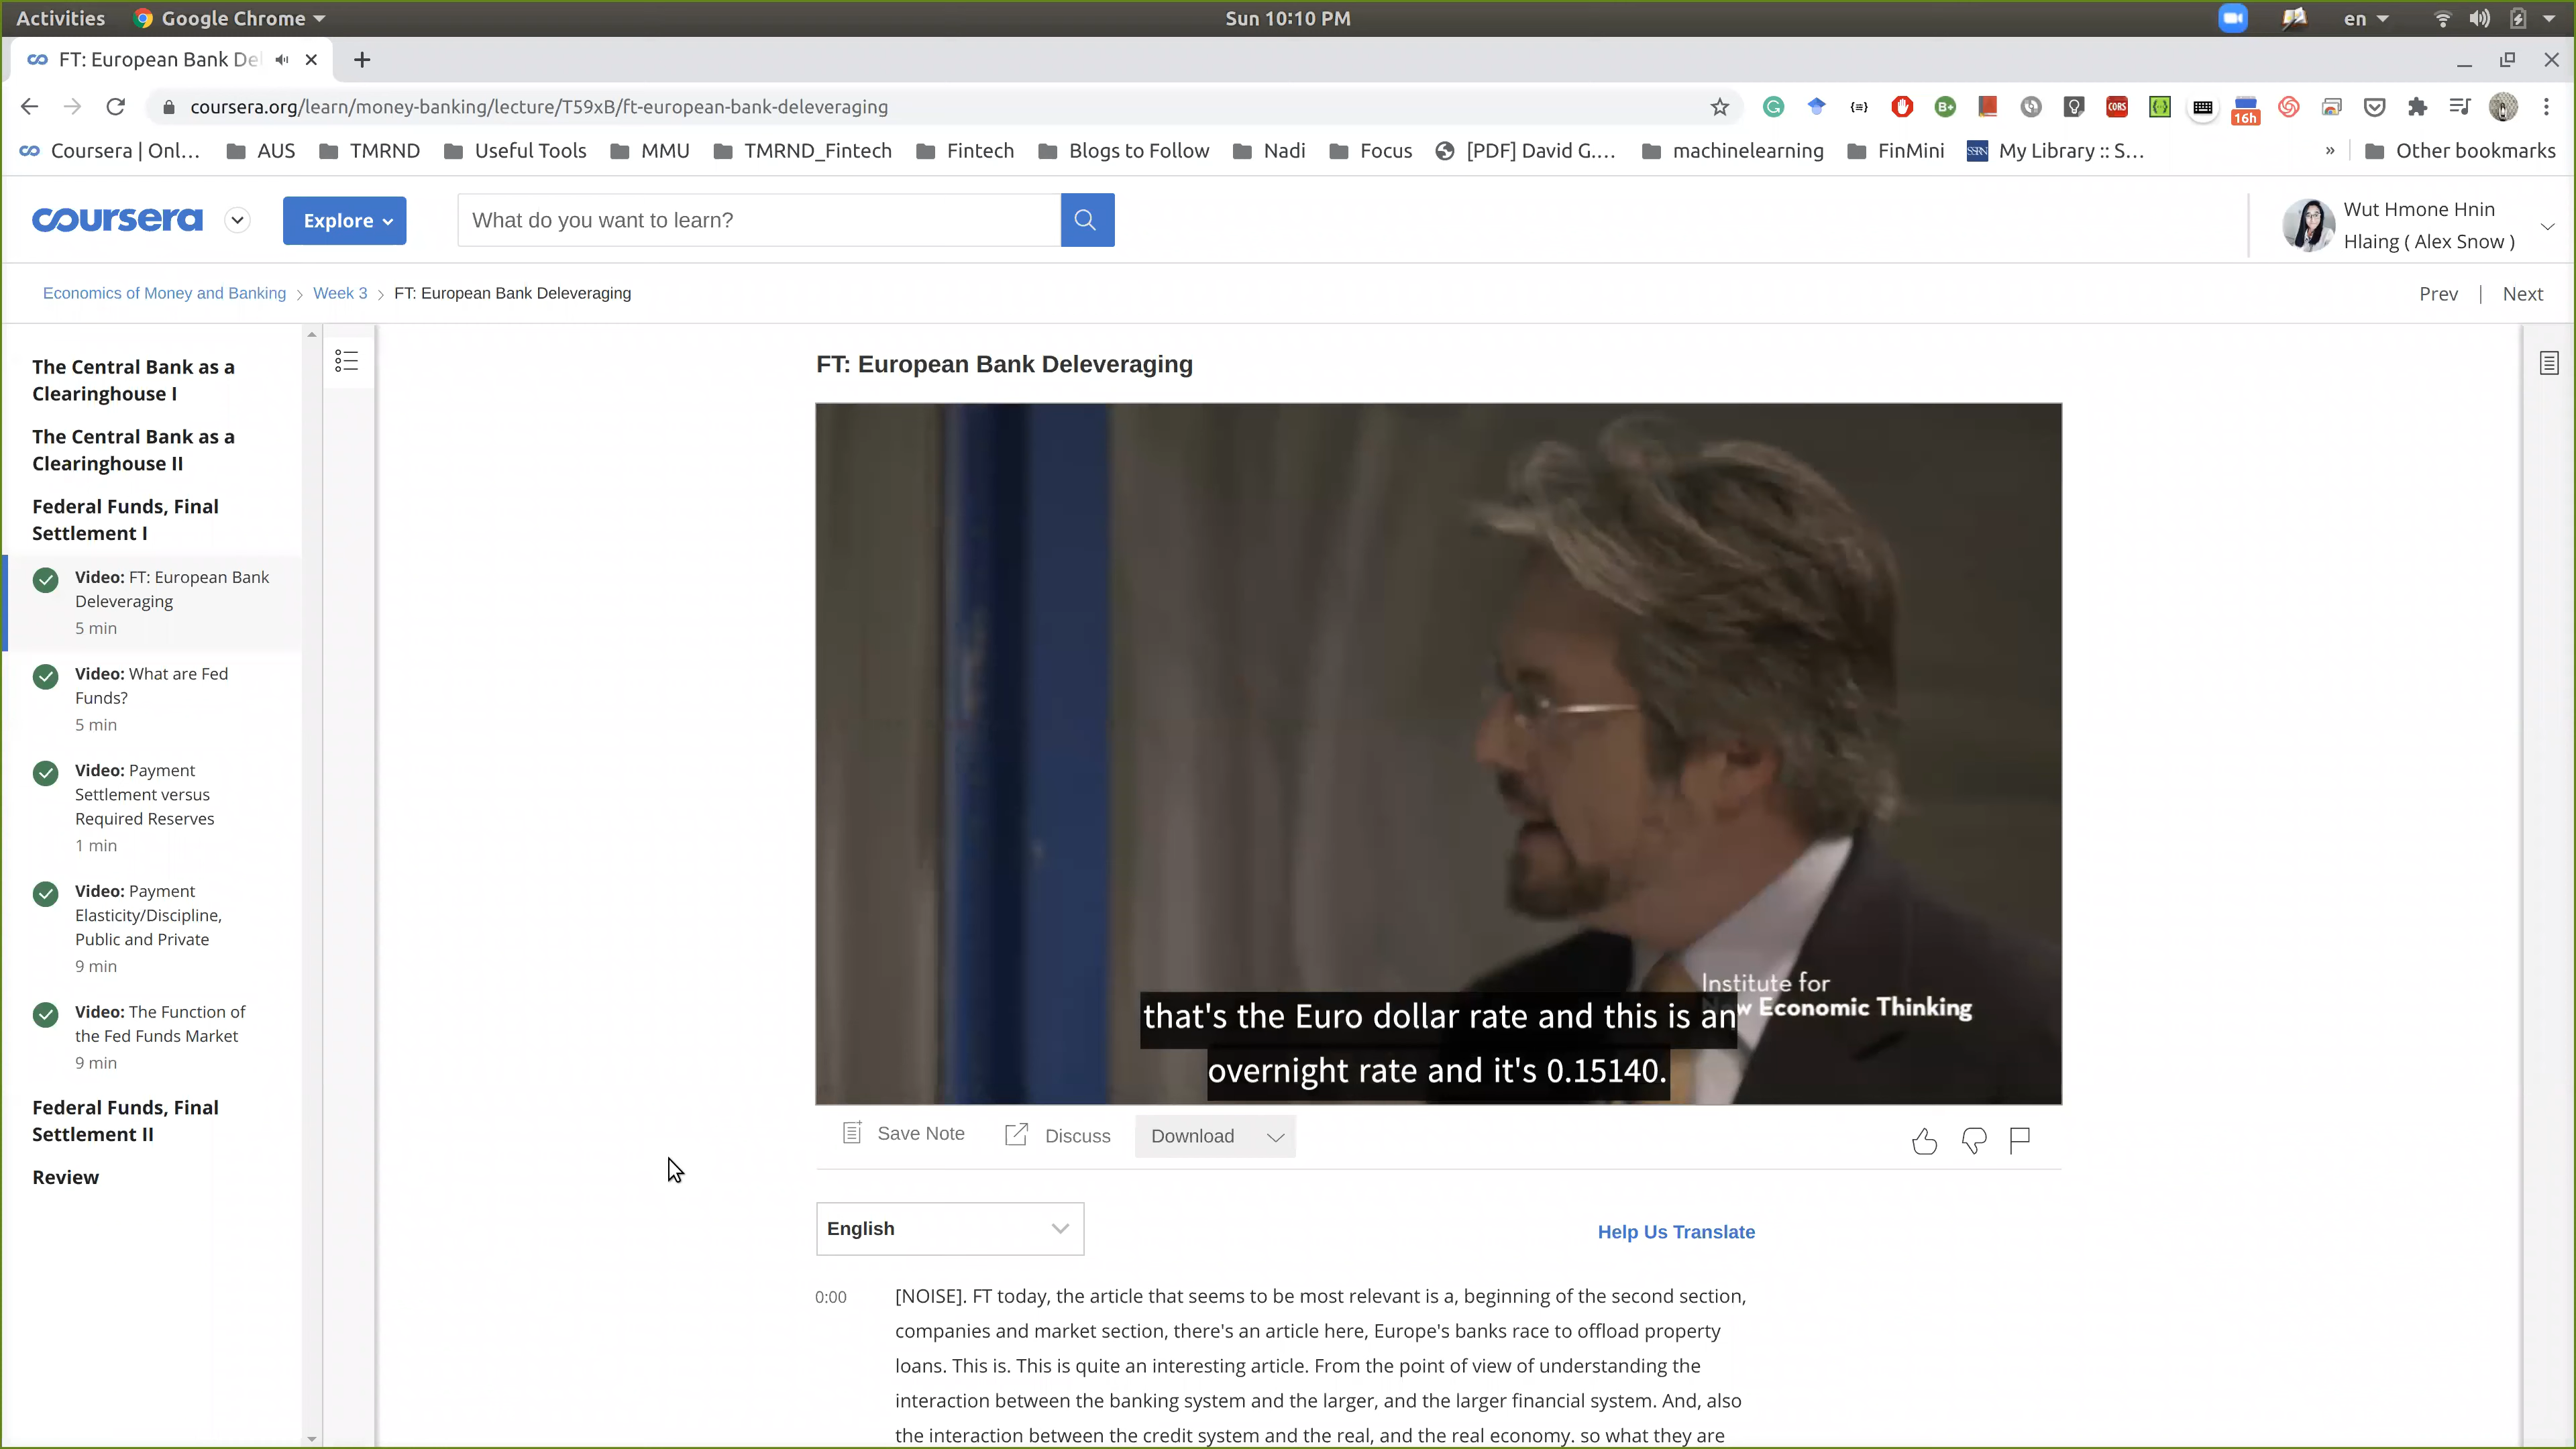 Activities
Google Chrome
Sun 10:10 PM
en
FT: European Bank De
coursera.org/learn/money-banking/lecture/T59xB/ft-european-bank-deleveraging
B+
CORS
16h
Coursera | Onl...
AUS
TMRND
Useful Tools
MMU
TMRND_Fintech
Fintech
Blogs to Follow
Nadi
Focus
[PDF] David G....
machinelearning
FinMini
SSRN
My Library :: S...
»
Other bookmarks
coursera
Explore
What do you want to learn?
Wut Hmone Hnin
Hlaing ( Alex Snow )
Economics of Money and Banking > Week 3 > FT: European Bank Deleveraging
Prev | Next
The Central Bank as a
Clearinghouse I
The Central Bank as a
Clearinghouse II
Federal Funds, Final
Settlement I
Video: FT: European Bank
Deleveraging
5 min
Video: What are Fed
Funds?
5 min
Video: Payment
Settlement versus
Required Reserves
1 min
Video: Payment
Elasticity/Discipline,
Public and Private
9 min
Video: The Function of
the Fed Funds Market
9 min
Federal Funds, Final
Settlement II
Review
FT: European Bank Deleveraging
Institute for
Economic Thinking
that's the Euro dollar rate and this is an
overnight rate and it's 0.15140.
Save Note
Discuss
Download
English
Help Us Translate
0:00
[NOISE]. FT today, the article that seems to be most relevant is a, beginning of the second section,
companies and market section, there's an article here, Europe's banks race to offload property
loans. This is. This is quite an interesting article. From the point of view of understanding the
interaction between the banking system and the larger, and the larger financial system. And, also
the interaction between the credit system and the real, and the real economy. so what they are